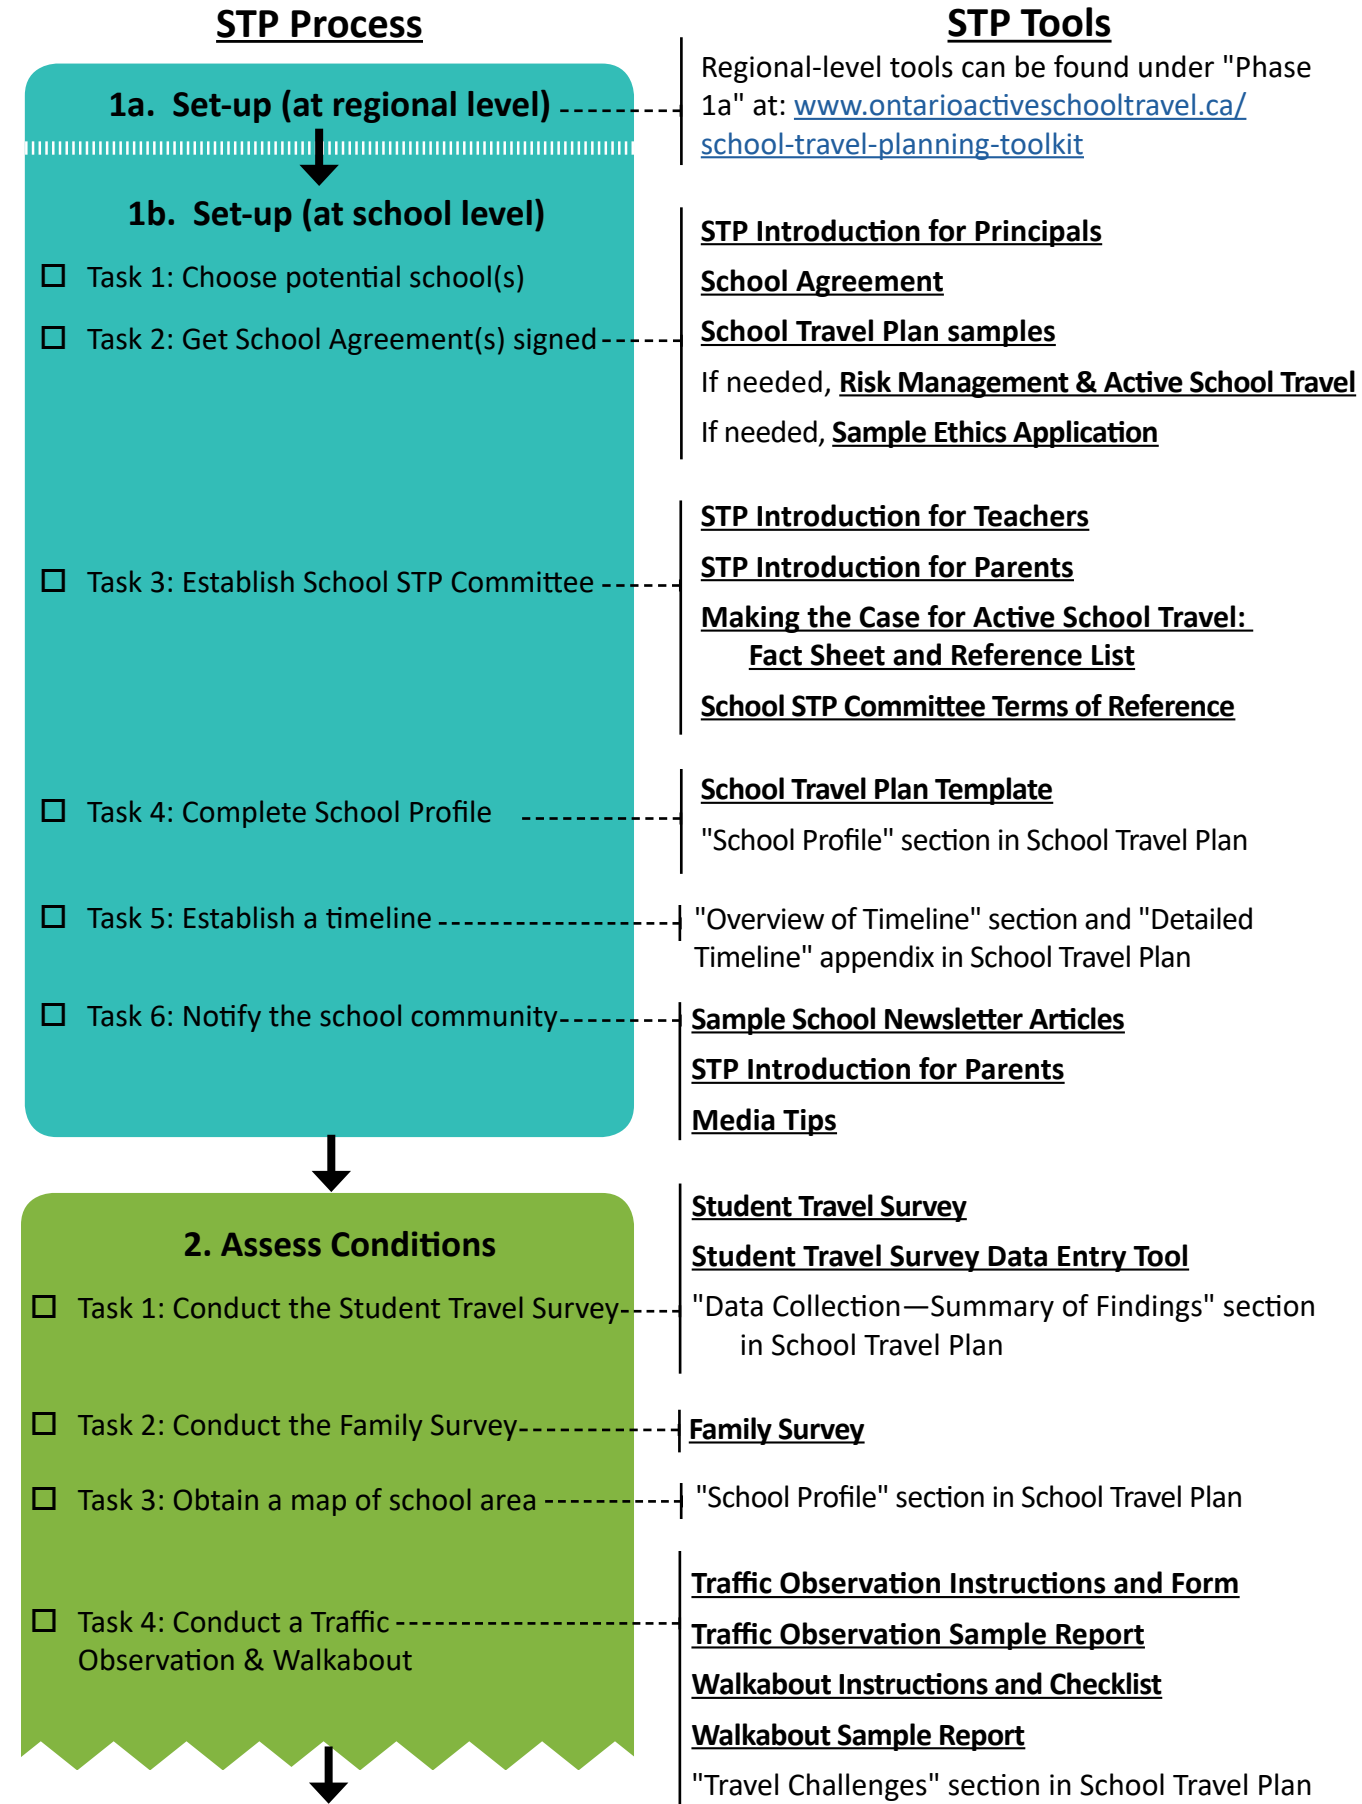 STP Process
STP Tools
1a.  Set-up (at regional level)
Regional-level tools can be found under "Phase
1a" at: www.ontarioactiveschooltravel.ca/
school-travel-planning-toolkit
1b.  Set-up (at school level)
Task 1: Choose potential school(s)
Task 2: Get School Agreement(s) signed
STP Introduction for Principals
School Agreement
School Travel Plan samples
If needed, Risk Management & Active School Travel
If needed, Sample Ethics Application
Task 3: Establish School STP Committee
STP Introduction for Teachers
STP Introduction for Parents
Making the Case for Active School Travel:
Fact Sheet and Reference List
School STP Committee Terms of Reference
Task 4: Complete School Profile
School Travel Plan Template
"School Profile" section in School Travel Plan
Task 5: Establish a timeline
"Overview of Timeline" section and "Detailed
Timeline" appendix in School Travel Plan
Task 6: Notify the school community
Sample School Newsletter Articles
STP Introduction for Parents
Media Tips
2. Assess Conditions
Task 1: Conduct the Student Travel Survey
Student Travel Survey
Student Travel Survey Data Entry Tool
"Data Collection—Summary of Findings" section
in School Travel Plan
Task 2: Conduct the Family Survey
Family Survey
Task 3: Obtain a map of school area
"School Profile" section in School Travel Plan
Task 4: Conduct a Traffic
Observation & Walkabout
Traffic Observation Instructions and Form
Traffic Observation Sample Report
Walkabout Instructions and Checklist
Walkabout Sample Report
"Travel Challenges" section in School Travel Plan